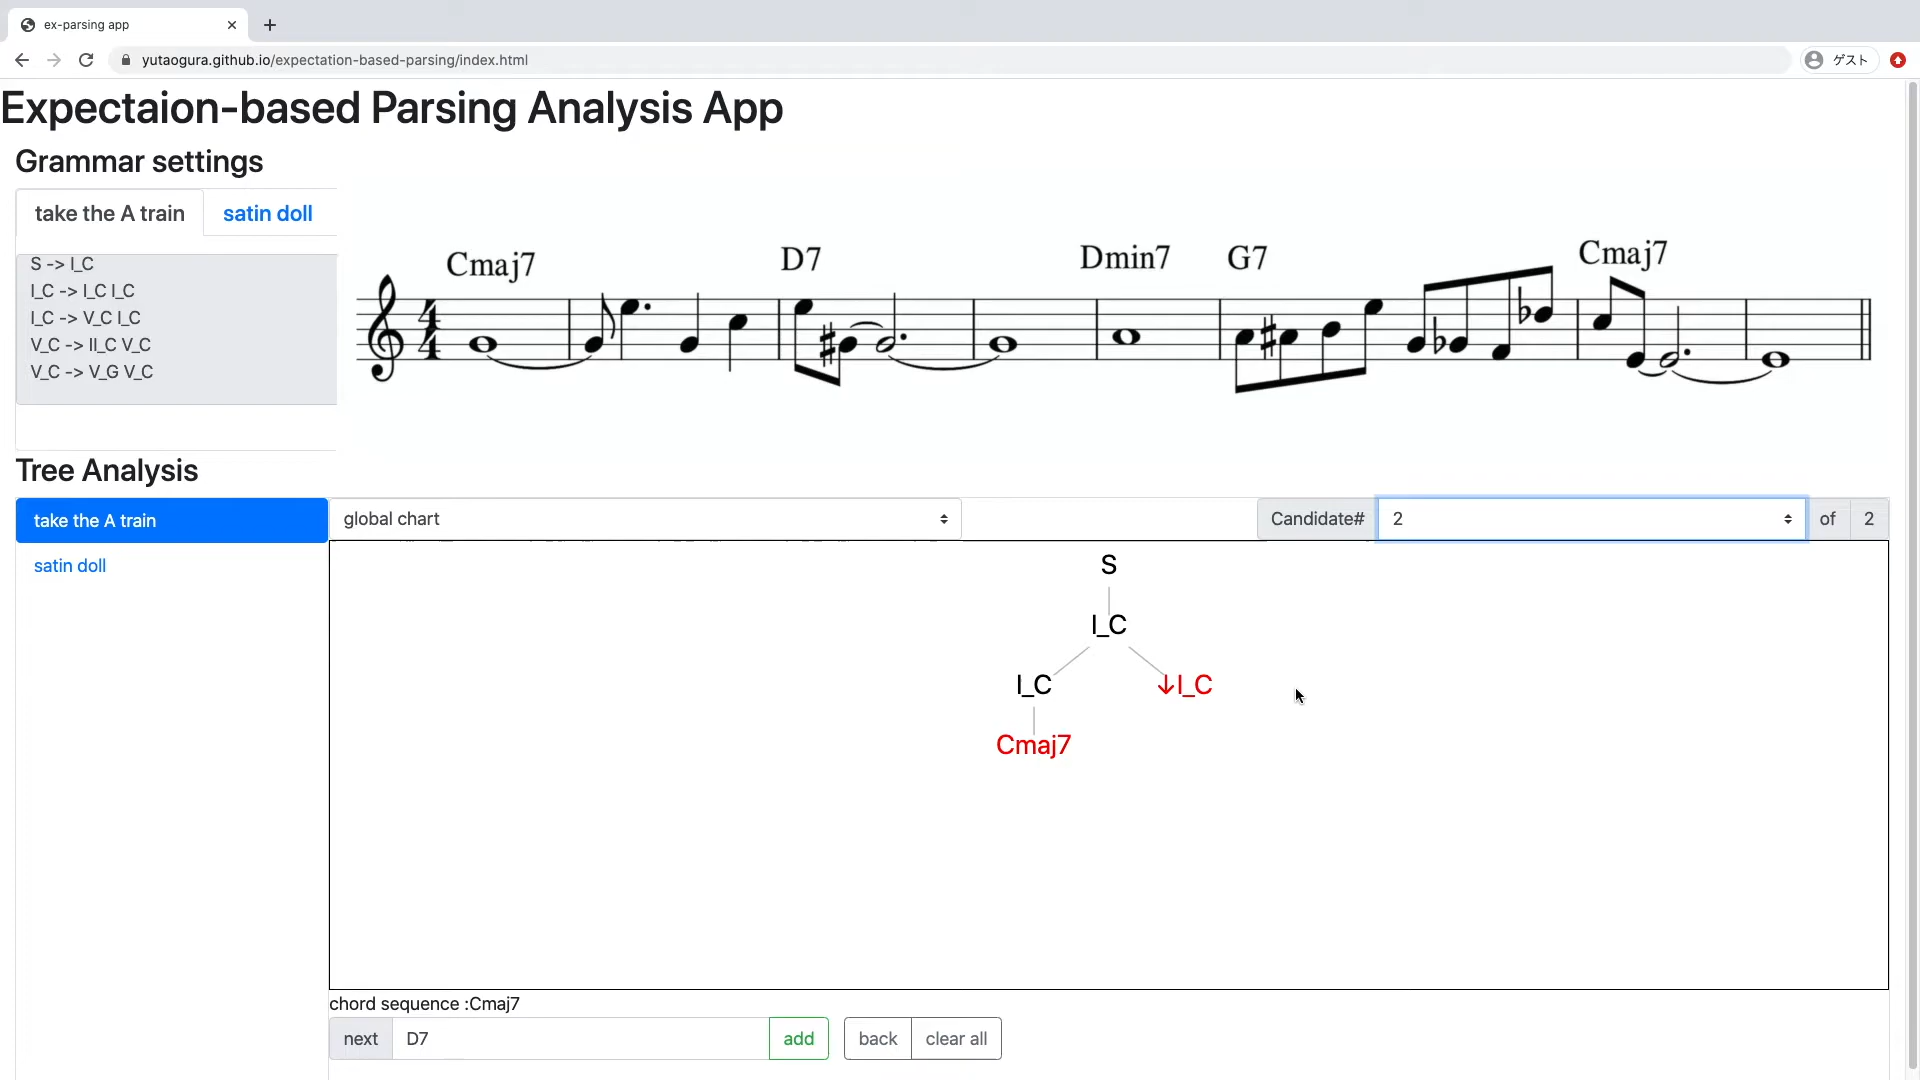 ex-parsing app
yutaogura.github.io/expectation-based-parsing/index.html
ゲスト
Expectaion-based Parsing Analysis App
Grammar settings
take the A train
satin doll
S -> I_C
I_C -> I_C I_C
I_C -> V_C I_C
V_C -> II_C V_C
V_C -> V_G V_C
Cmaj7 D7 Dmin7 G7 Cmaj7
Tree Analysis
take the A train
satin doll
global chart
Candidate# 2 of 2
S
I_C
I_C ↓I_C
Cmaj7
chord sequence :Cmaj7
next D7 add back clear all